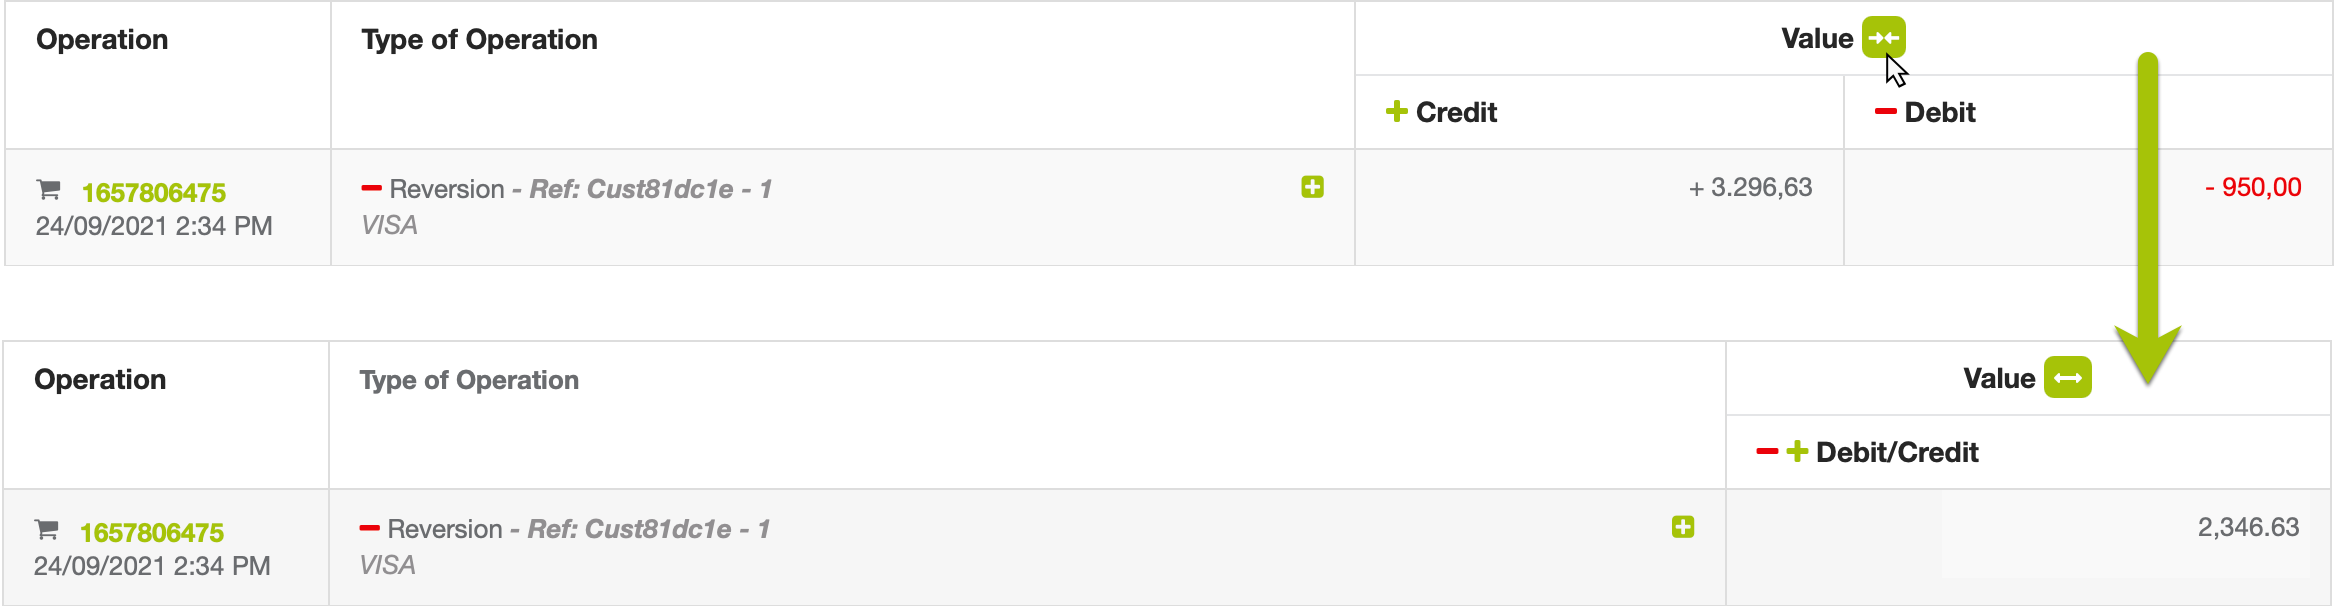 Operation
Type of Operation
Value
Credit
Debit
1657806475
24/09/2021 2:34 PM
Reversion - Ref: Cust81dc1e - 1
VISA
+ 3.296,63
- 950,00
Operation
Type of Operation
Value
Debit/Credit
1657806475
24/09/2021 2:34 PM
Reversion - Ref: Cust81dc1e - 1
VISA
2,346.63